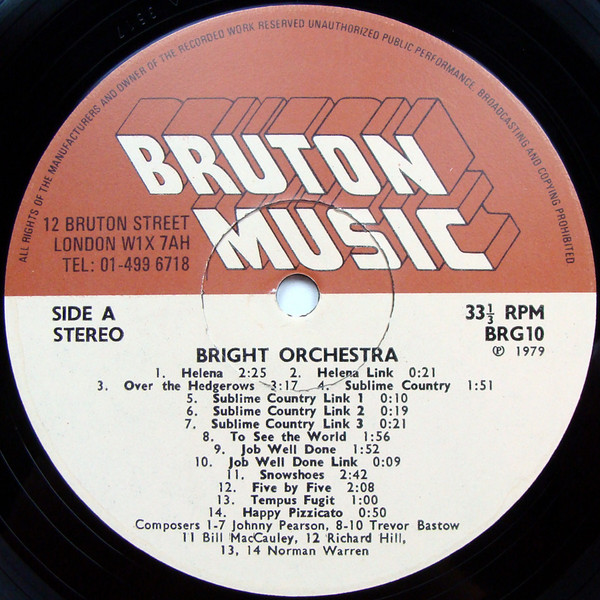 ALL RIGHTS OF THE MANUFACTURERS AND OWNER OF THE RECORDED WORK RESERVED UNAUTHORIZED PUBLIC PERFORMANCE, BROADCASTING AND COPYING PROHIBITED
BRUTON
MUSIC
12 BRUTON STREET
LONDON W1X 7AH
TEL: 01-499 6718
SIDE A
STEREO
33⅓ RPM
BRG10
℗ 1979
BRIGHT ORCHESTRA
1. Helena 2:25 2. Helena Link 0:21
3. Over the Hedgerows 3:17 4. Sublime Country 1:51
5. Sublime Country Link 1 0:10
6. Sublime Country Link 2 0:19
7. Sublime Country Link 3 0:21
8. To See the World 1:56
9. Job Well Done 1:52
10. Job Well Done Link 0:09
11. Snowshoes 2:42
12. Five by Five 2:08
13. Tempus Fugit 1:00
14. Happy Pizzicato 0:50
Composers 1-7 Johnny Pearson, 8-10 Trevor Bastow
11 Bill MacCauley, 12 Richard Hill,
13, 14 Norman Warren